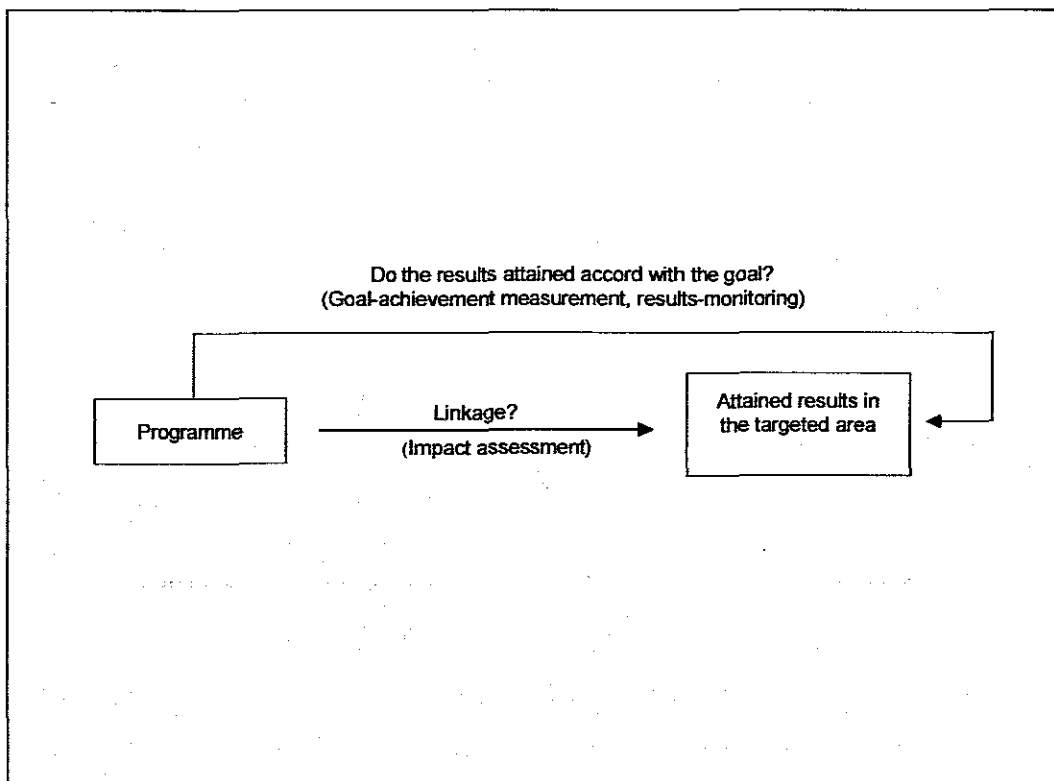 Do the results attained accord with the goal?
(Goal-achievement measurement, results-monitoring)
Programme
Linkage?
(Impact assessment)
Attained results in
the targeted area